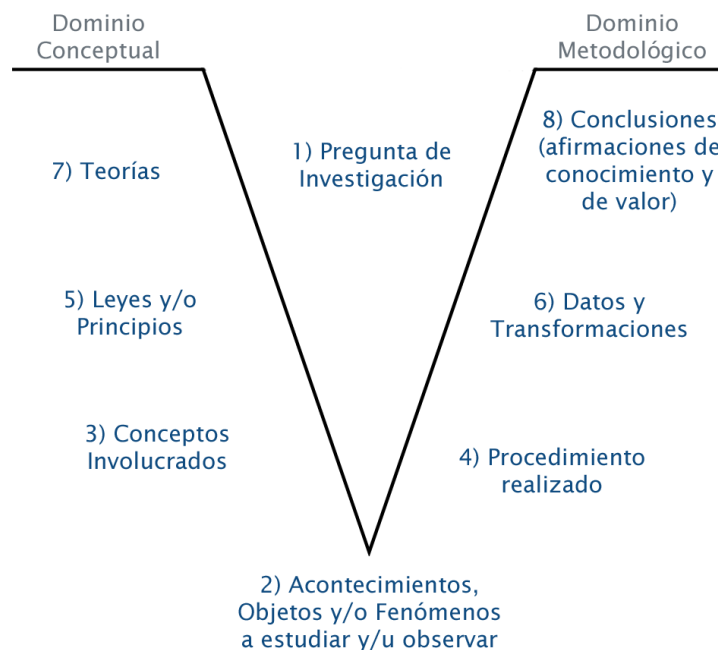 Dominio
Conceptual
Dominio
Metodológico
7) Teorías
1) Pregunta de
Investigación
8) Conclusiones
(afirmaciones de
conocimiento y
de valor)
5) Leyes y/o
Principios
6) Datos y
Transformaciones
3) Conceptos
Involucrados
4) Procedimiento
realizado
2) Acontecimientos,
Objetos y/o Fenómenos
a estudiar y/u observar